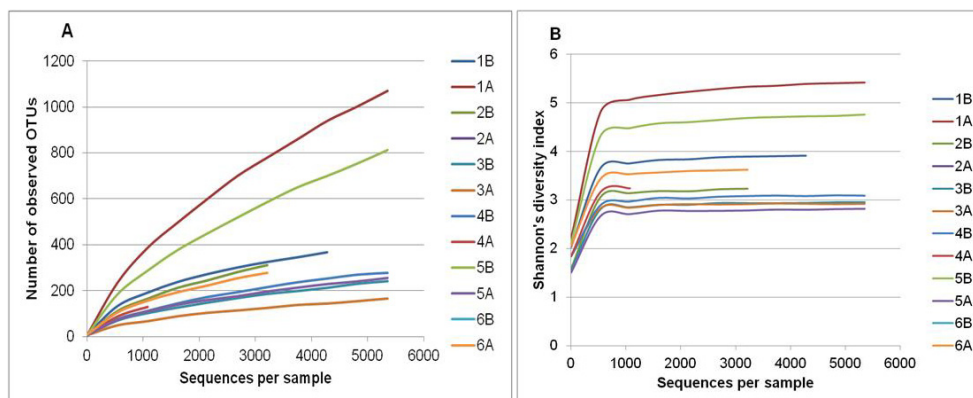 A
Number of observed OTUs
1200
1000
800
600
400
200
0
0 1000 2000 3000 4000 5000 6000
Sequences per sample
1B
1A
2B
2A
3B
3A
4B
4A
5B
5A
6B
6A
B
Shannon's diversity index
6
5
4
3
2
1
0
0 1000 2000 3000 4000 5000 6000
Sequences per sample
1B
1A
2B
2A
3B
3A
4B
4A
5B
5A
6B
6A